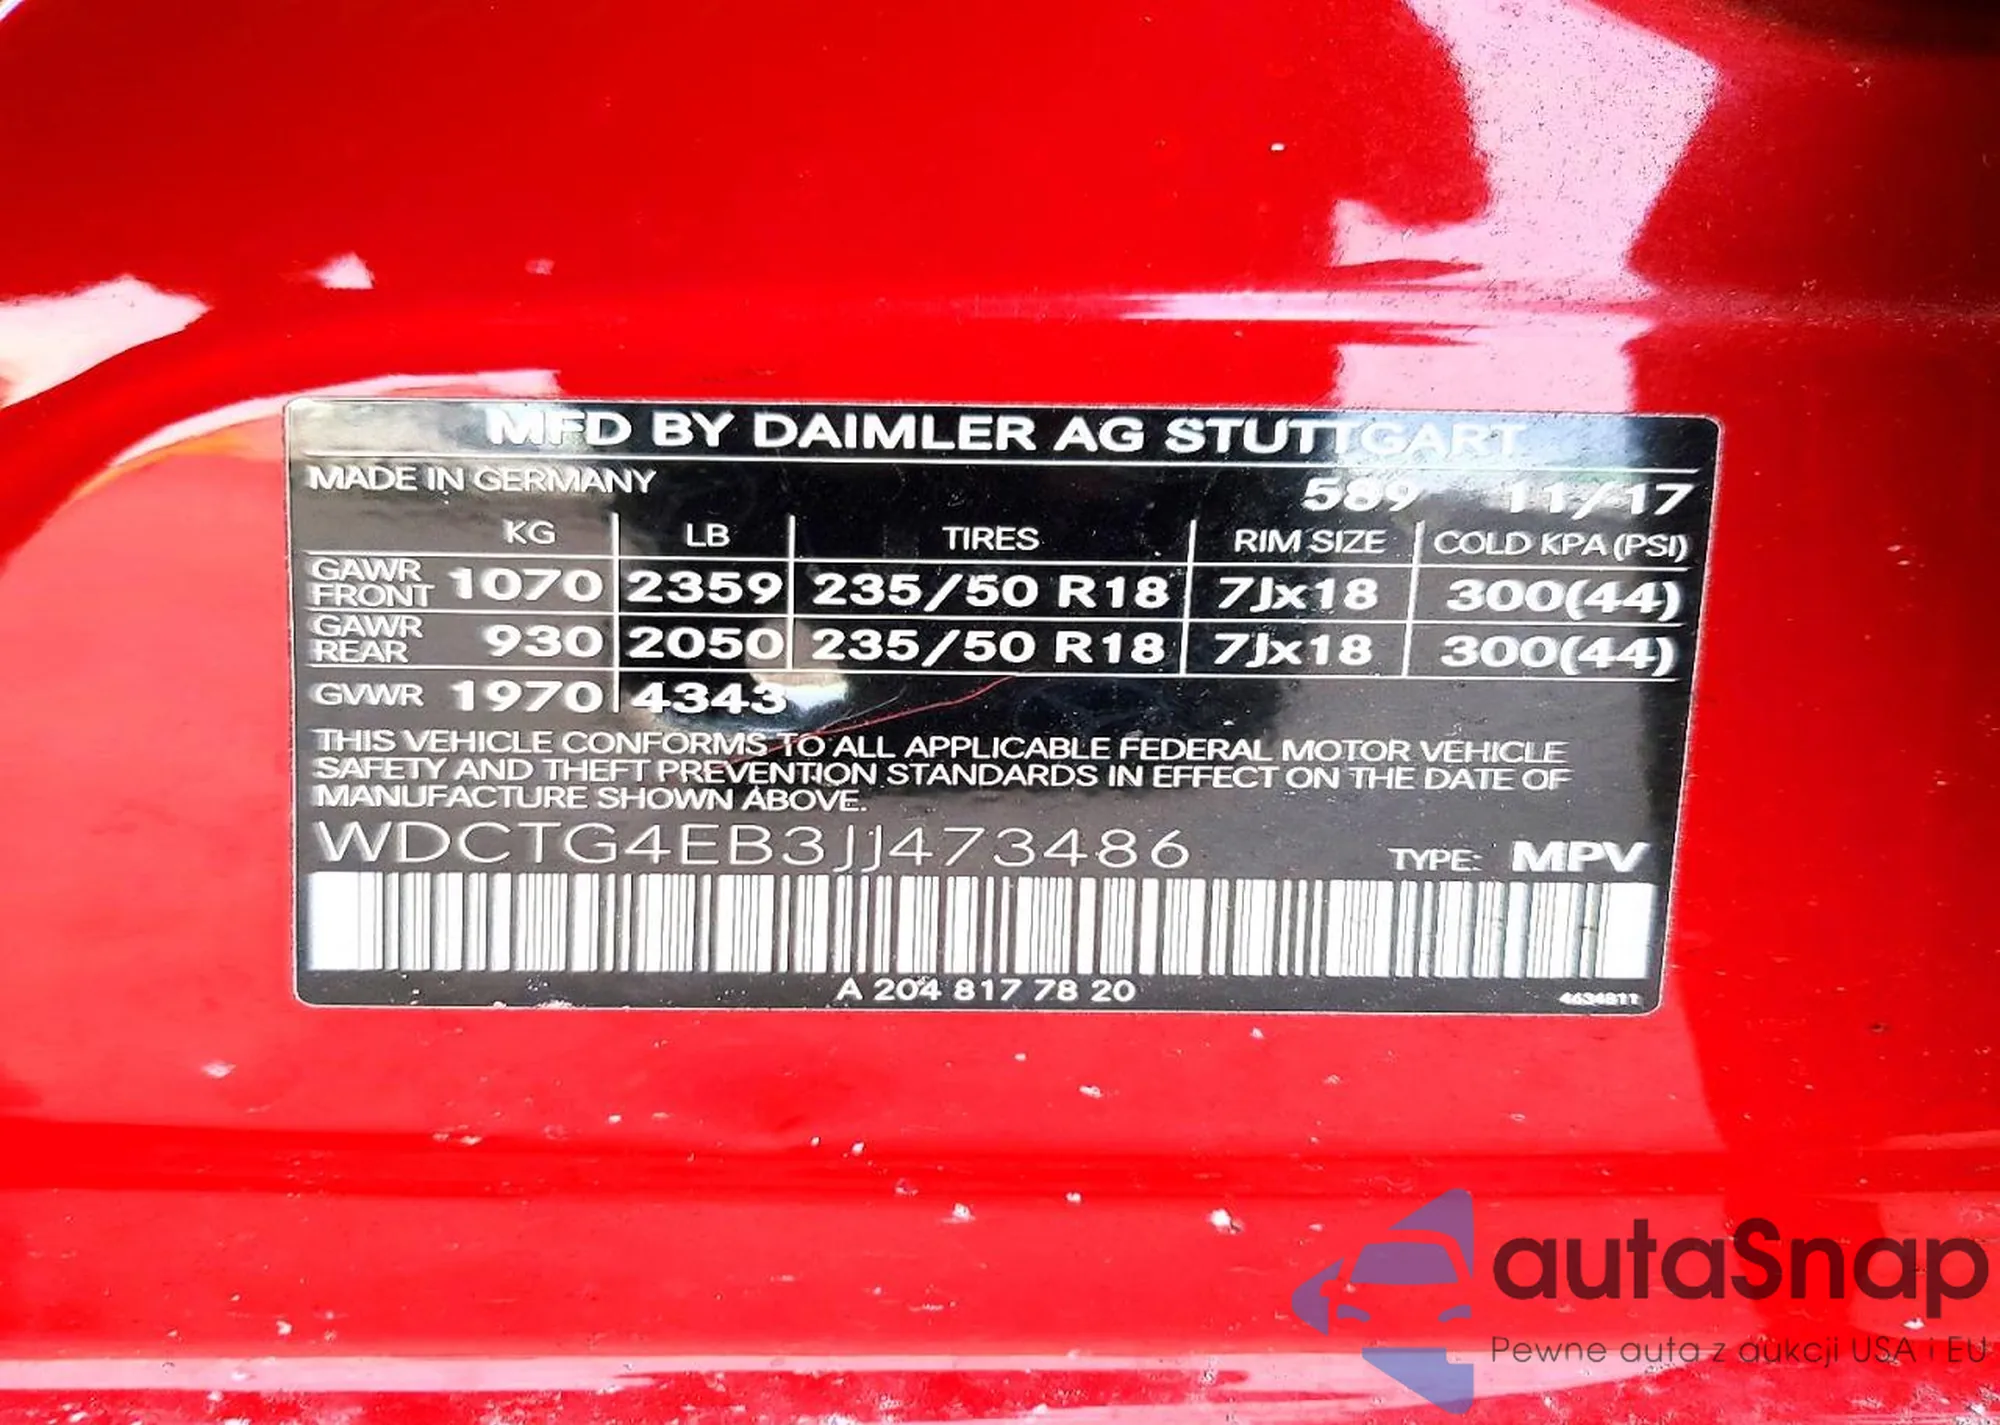 MFD BY DAIMLER AG STUTTGART
MADE IN GERMANY
589 11/17
KG LB TIRES RIM SIZE COLD KPA (PSI)
GAWR FRONT 1070 2359 235/50 R18 7Jx18 300(44)
GAWR REAR 930 2050 235/50 R18 7Jx18 300(44)
GVWR 1970 4343
THIS VEHICLE CONFORMS TO ALL APPLICABLE FEDERAL MOTOR VEHICLE
SAFETY AND THEFT PREVENTION STANDARDS IN EFFECT ON THE DATE OF
MANUFACTURE SHOWN ABOVE.
WDCTG4EB3JJ473486 TYPE: MPV
A 204 817 78 20
4634811
autaSnap
Pewne auta z aukcji USA i EU